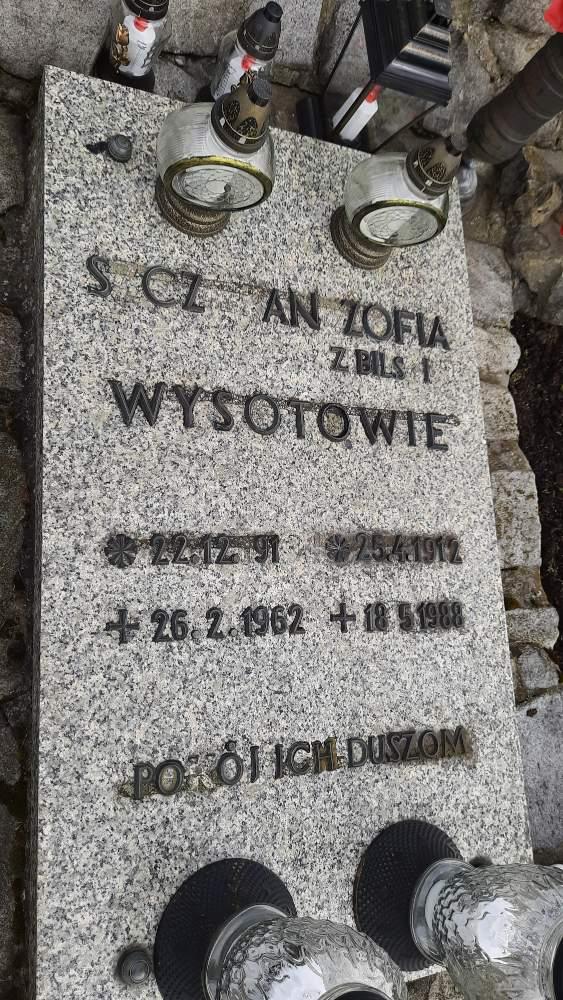 S CZ AN ZOFIA
Z BILS I
WYSOTOWIE
22.12. 91 25.4.1912
26.2.1962 18 5 1988
PO ÓJ ICH DUSZOM